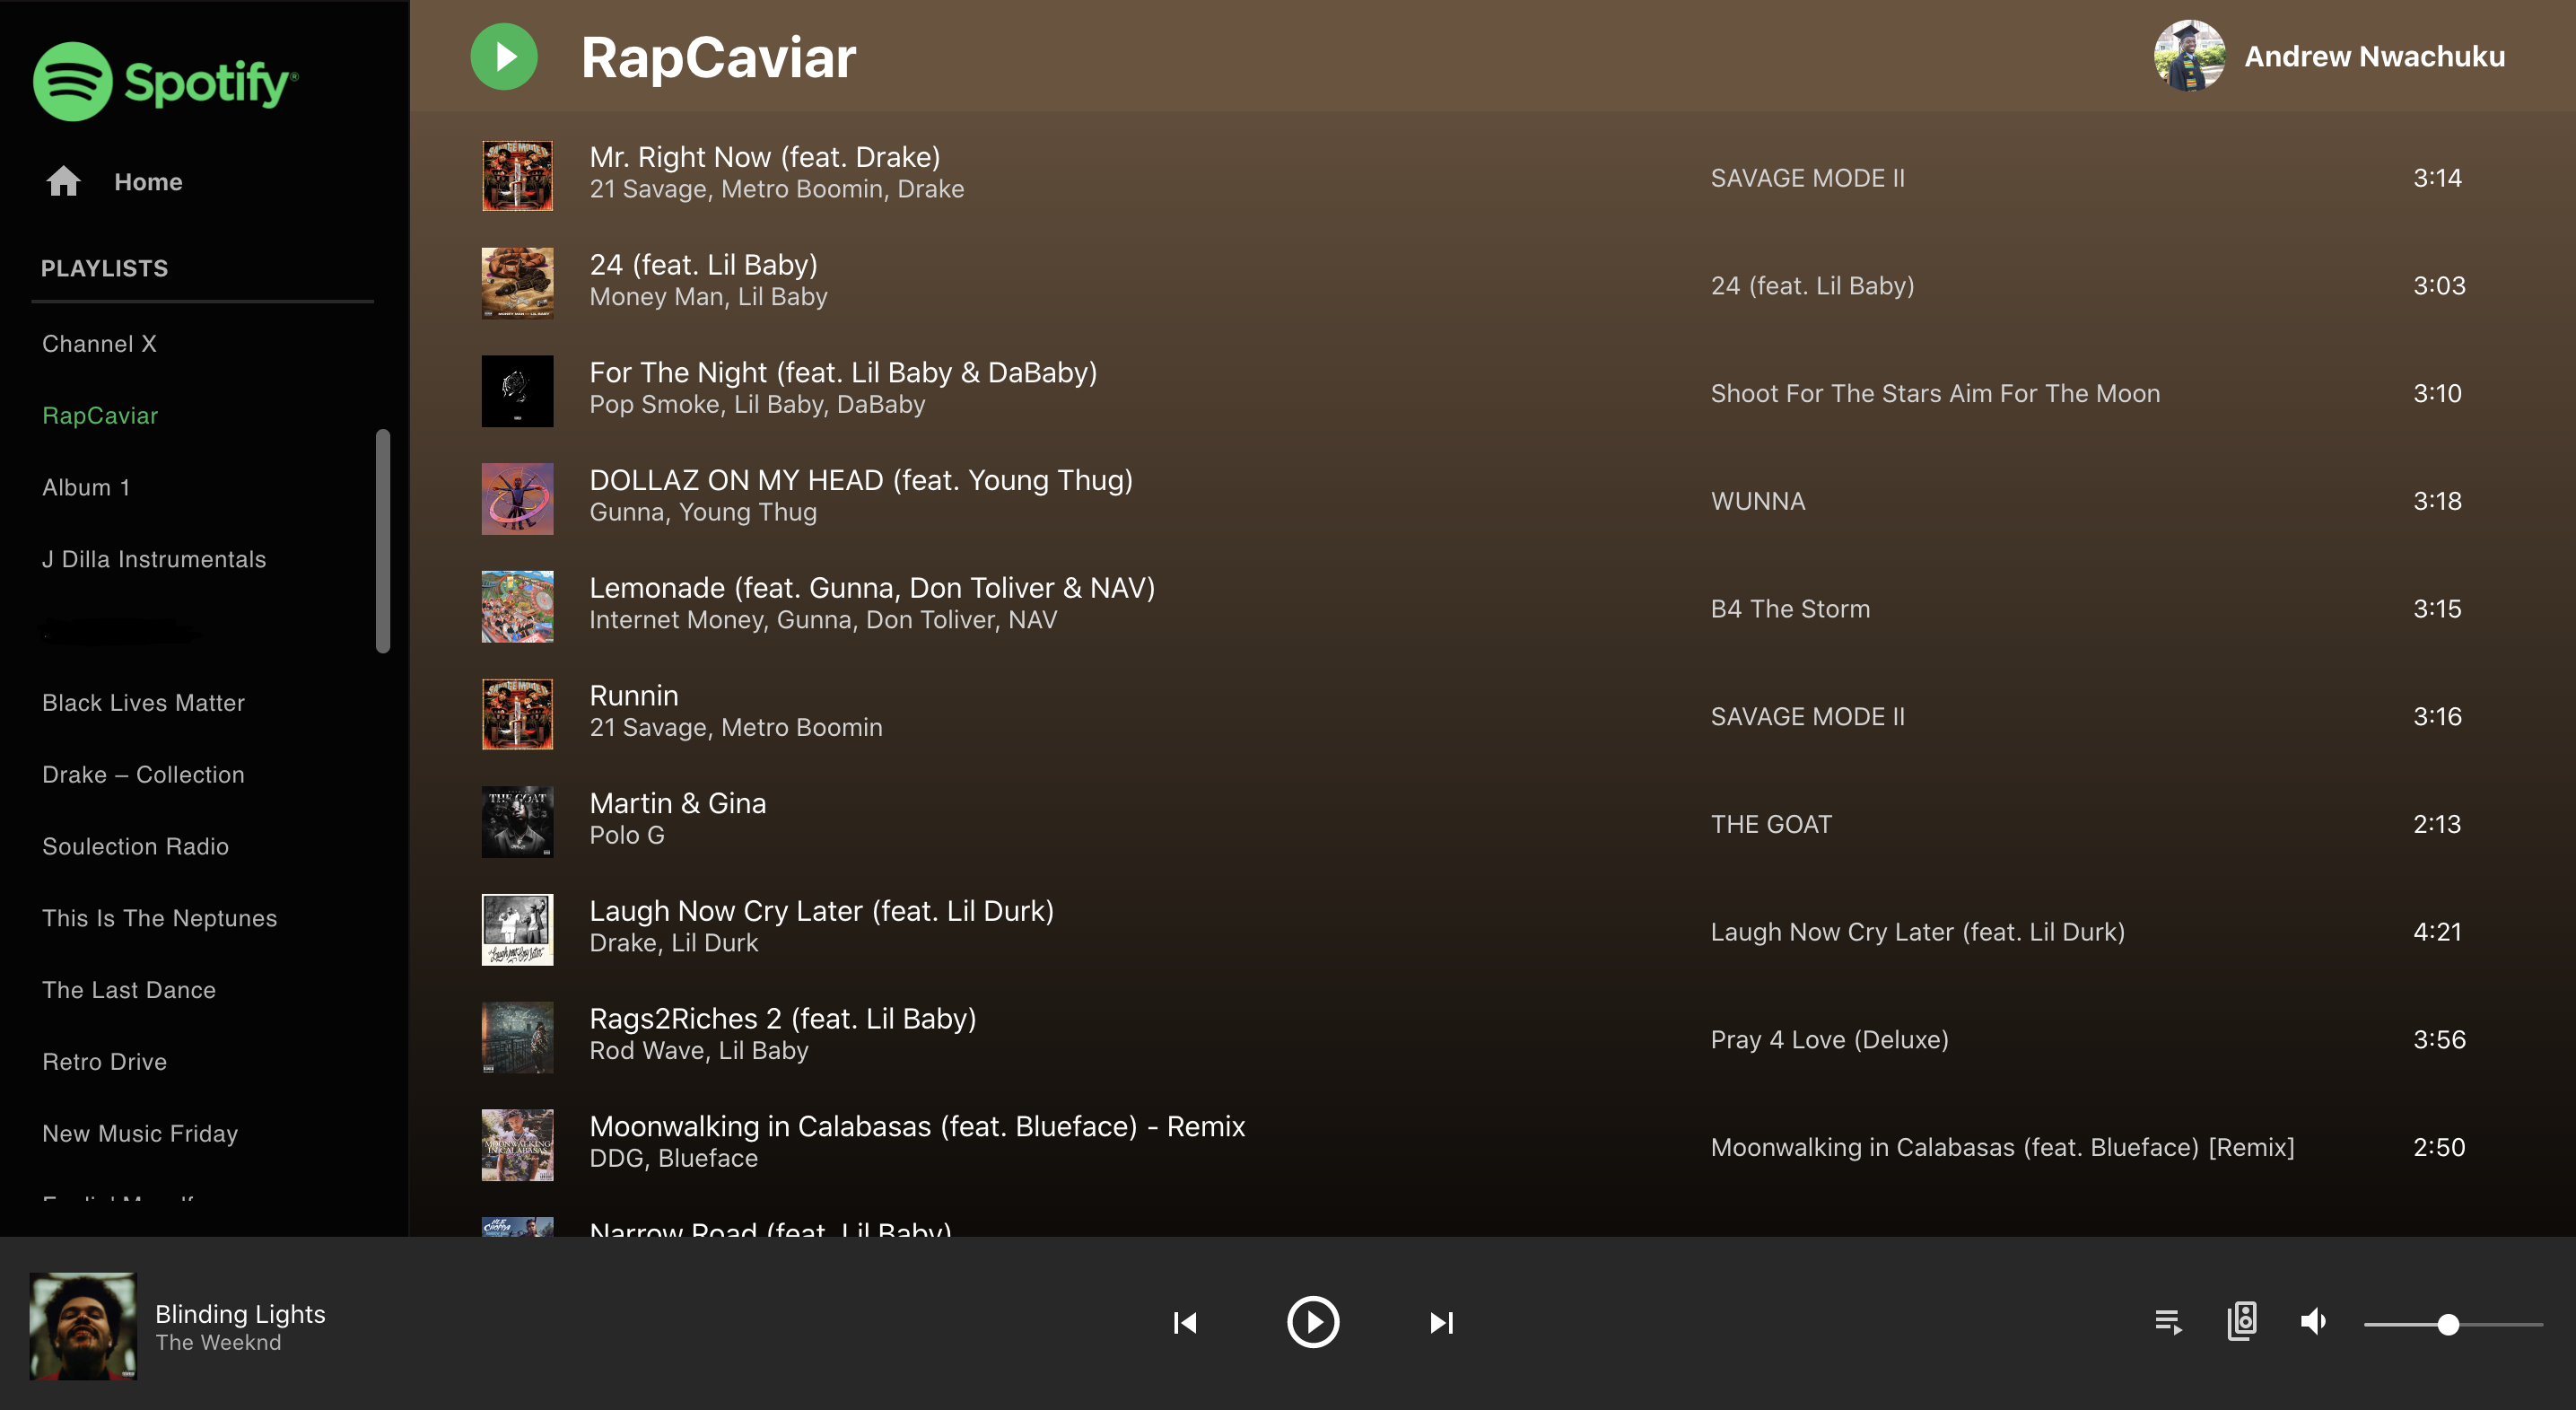 Spotify®
Home
PLAYLISTS
Channel X
RapCaviar
Album 1
J Dilla Instrumentals
Black Lives Matter
Drake – Collection
Soulection Radio
This Is The Neptunes
The Last Dance
Retro Drive
New Music Friday
RapCaviar
Andrew Nwachuku
Mr. Right Now (feat. Drake)
21 Savage, Metro Boomin, Drake
SAVAGE MODE II
3:14
24 (feat. Lil Baby)
Money Man, Lil Baby
24 (feat. Lil Baby)
3:03
For The Night (feat. Lil Baby & DaBaby)
Pop Smoke, Lil Baby, DaBaby
Shoot For The Stars Aim For The Moon
3:10
DOLLAZ ON MY HEAD (feat. Young Thug)
Gunna, Young Thug
WUNNA
3:18
Lemonade (feat. Gunna, Don Toliver & NAV)
Internet Money, Gunna, Don Toliver, NAV
B4 The Storm
3:15
Runnin
21 Savage, Metro Boomin
SAVAGE MODE II
3:16
THE GOAT
Martin & Gina
Polo G
THE GOAT
2:13
Laugh Now Cry Later (feat. Lil Durk)
Drake, Lil Durk
Laugh Now Cry Later (feat. Lil Durk)
4:21
Rags2Riches 2 (feat. Lil Baby)
Rod Wave, Lil Baby
Pray 4 Love (Deluxe)
3:56
MOONWALKING
IN CALABASAS
Moonwalking in Calabasas (feat. Blueface) - Remix
DDG, Blueface
Moonwalking in Calabasas (feat. Blueface) [Remix]
2:50
Narrow Road (feat. Lil Baby)
Blinding Lights
The Weeknd